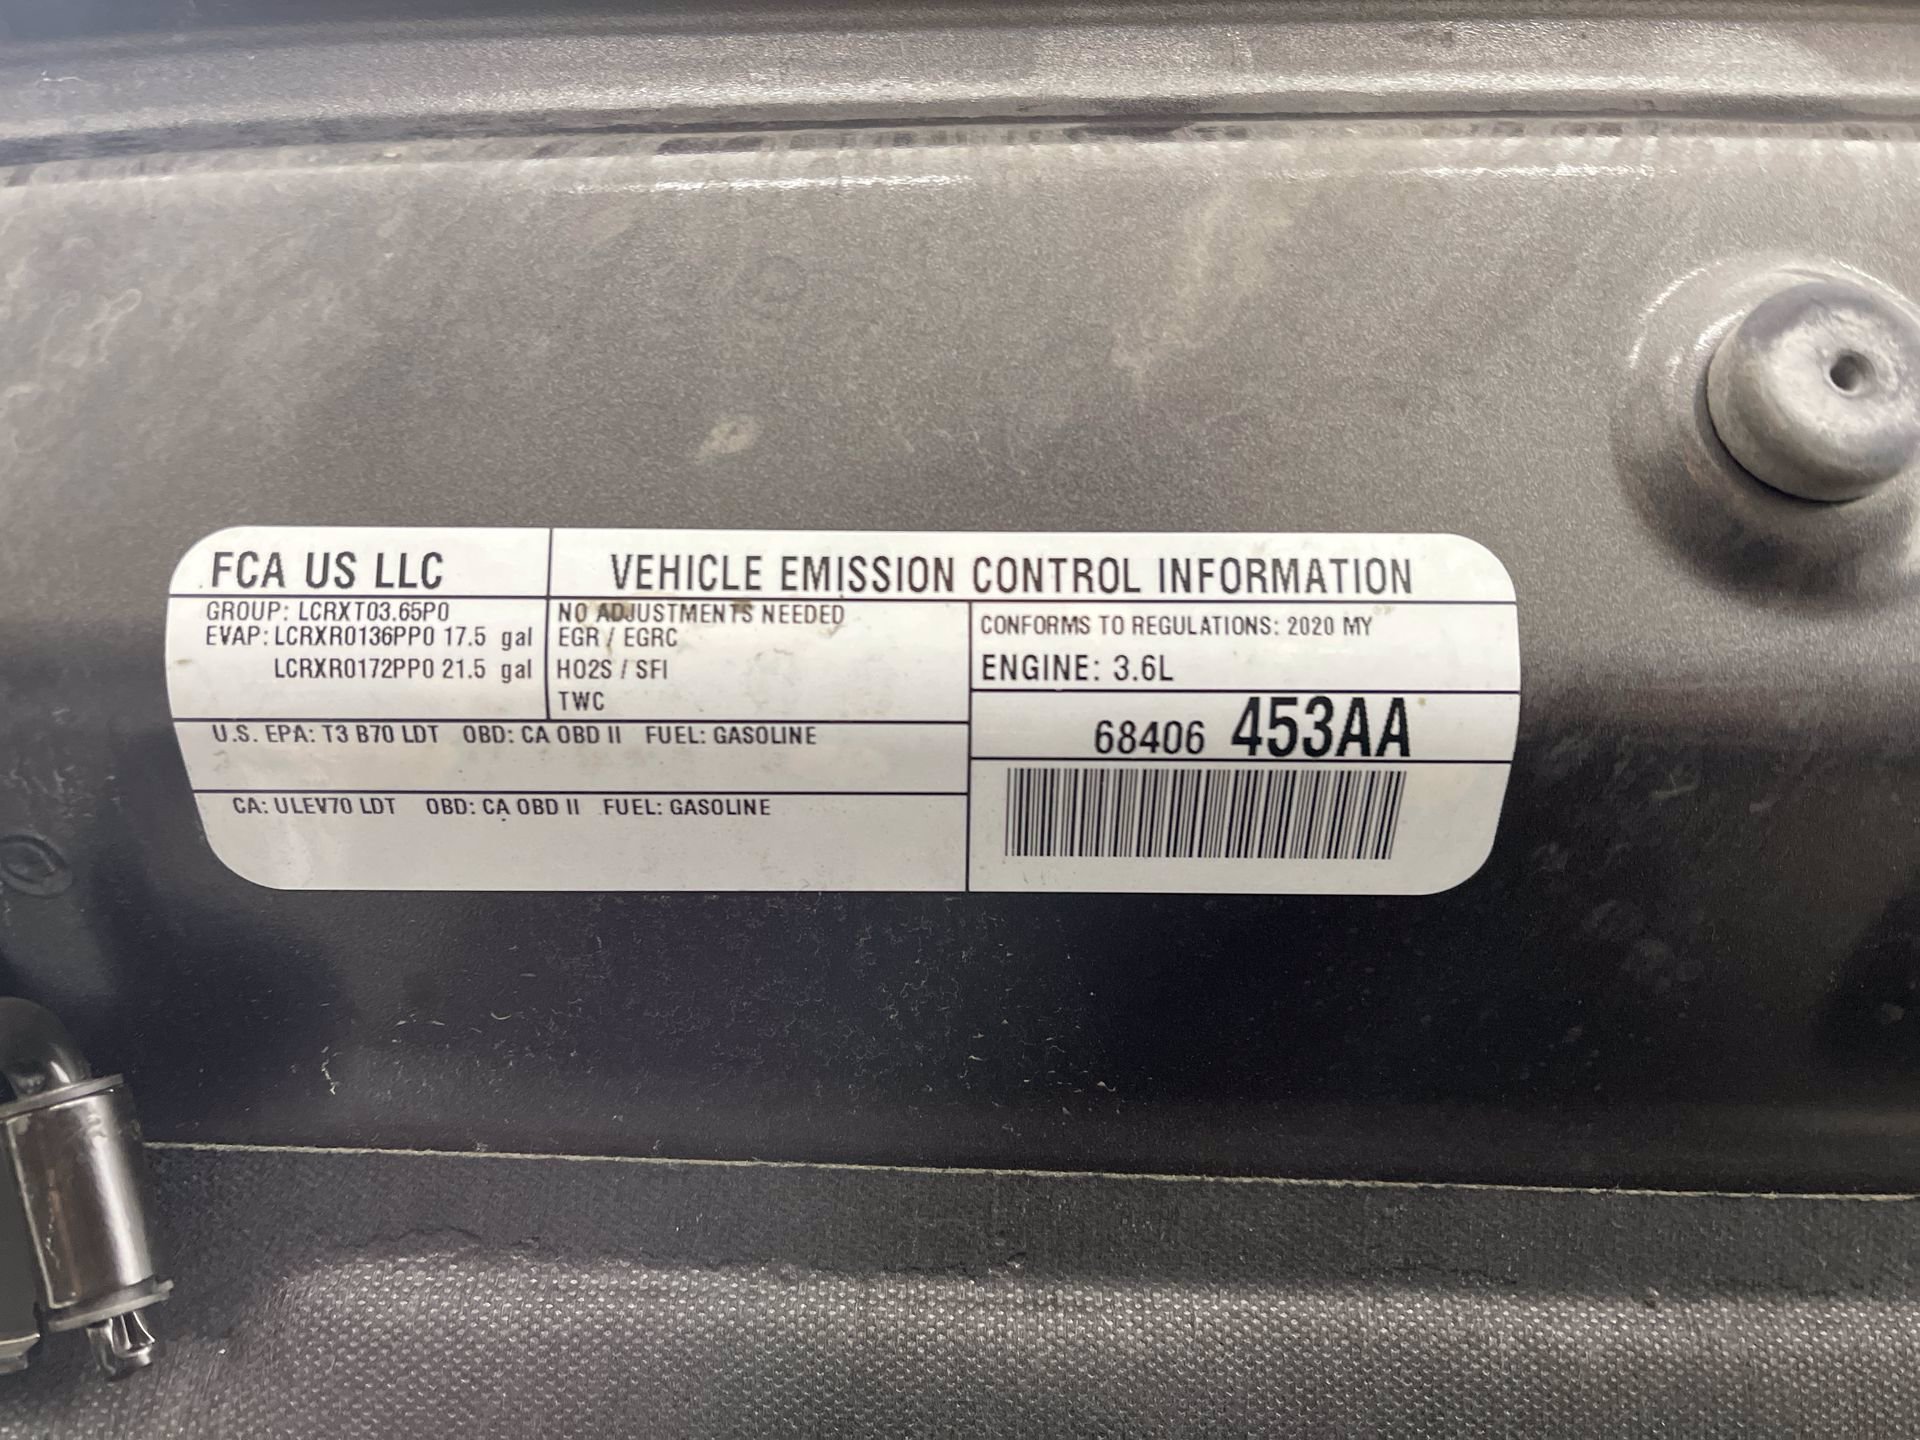 FCA US LLC
VEHICLE EMISSION CONTROL INFORMATION
GROUP: LCRXT03.65P0
EVAP: LCRXR0136PP0 17.5 gal
LCRXR0172PP0 21.5 gal
NO ADJUSTMENTS NEEDED
EGR / EGRC
HO2S / SFI
TWC
CONFORMS TO REGULATIONS: 2020 MY
ENGINE: 3.6L
68406 453AA
U.S. EPA: T3 B70 LDT OBD: CA OBD II FUEL: GASOLINE
CA: ULEV70 LDT OBD: CA OBD II FUEL: GASOLINE